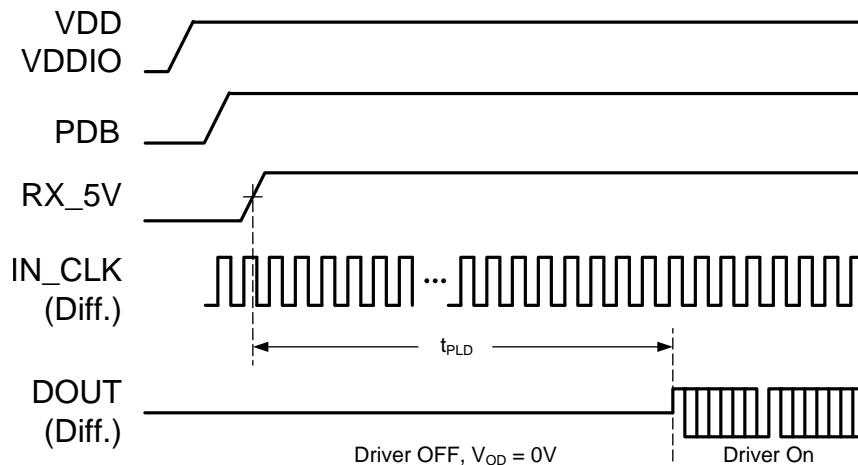 VDD
VDDIO
PDB
RX_5V
IN_CLK
(Diff.)
...
tPLD
DOUT
(Diff.)
Driver OFF, VOD = 0V
Driver On